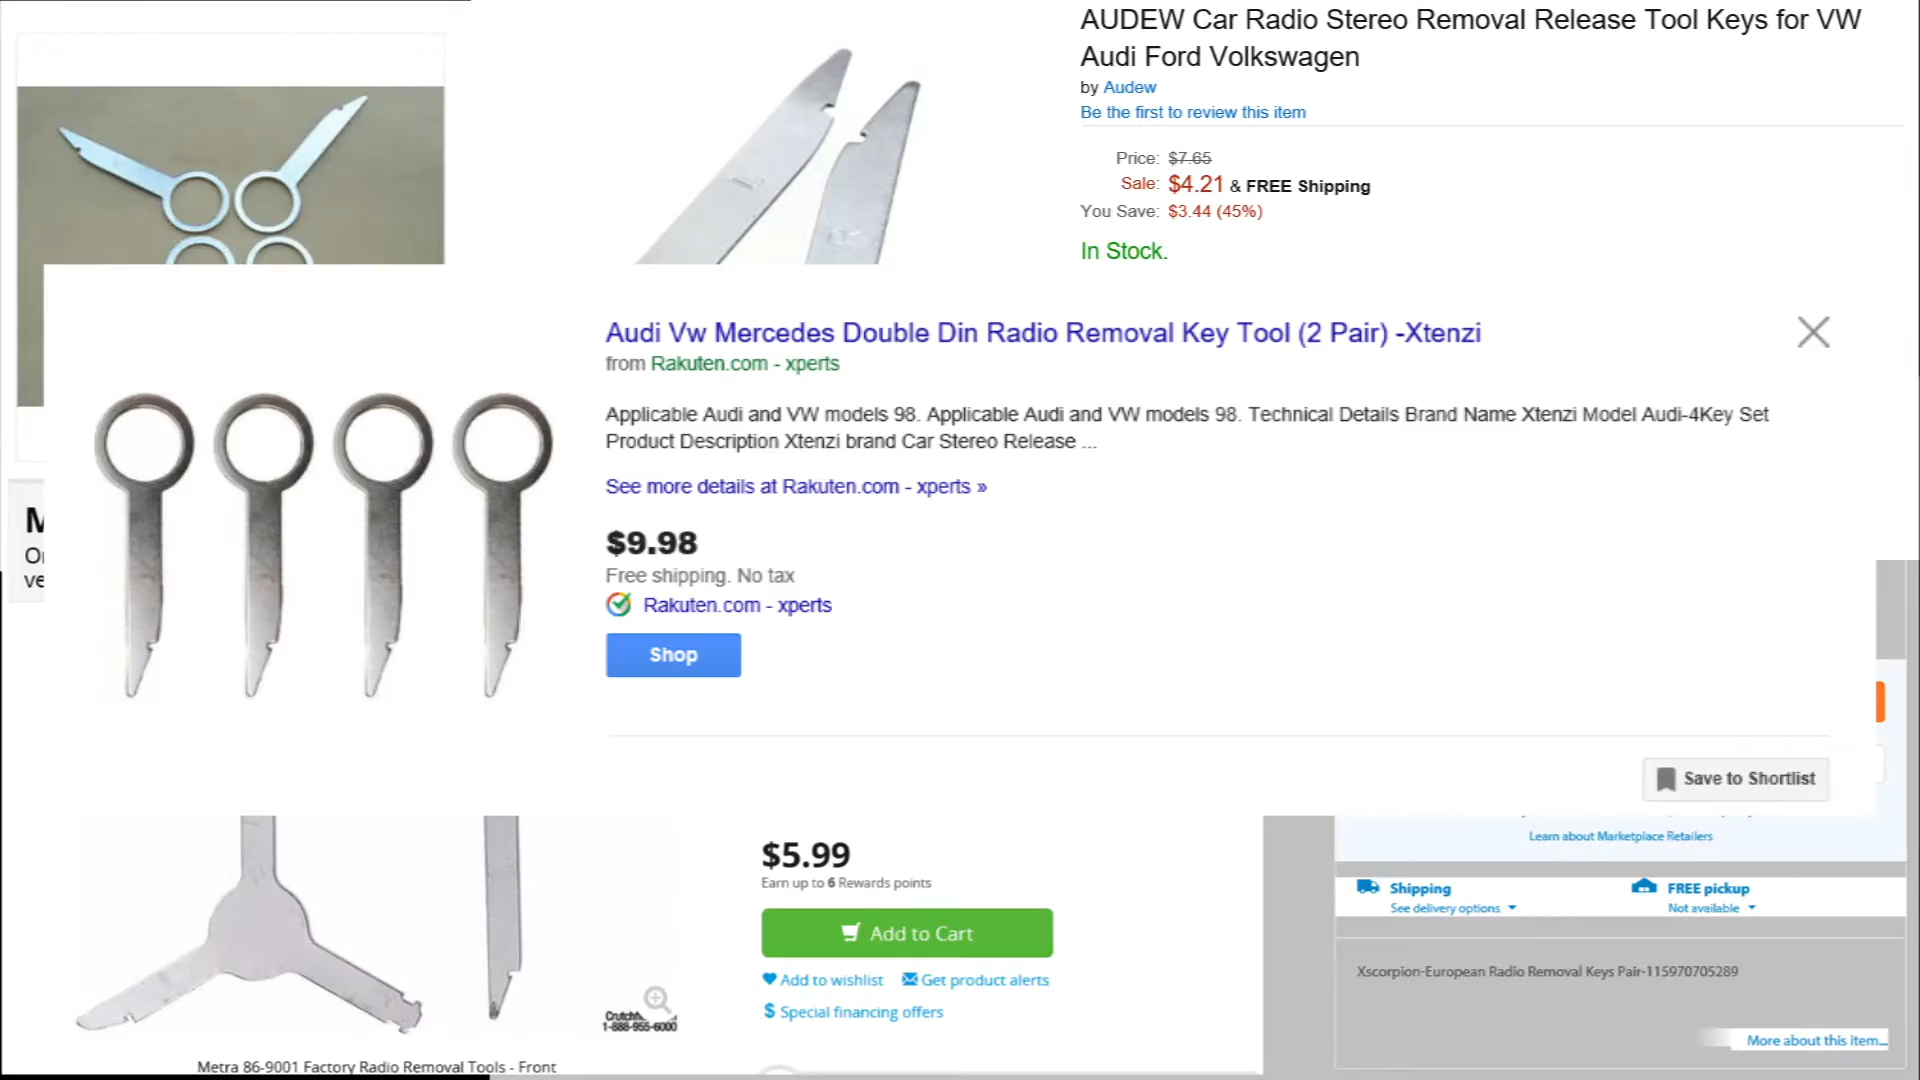 AUDEW Car Radio Stereo Removal Release Tool Keys for VW
Audi Ford Volkswagen
by Audew
Be the first to review this item
Price: $7.65
Sale: $4.21 & FREE Shipping
You Save: $3.44 (45%)
In Stock.
Audi Vw Mercedes Double Din Radio Removal Key Tool (2 Pair) -Xtenzi
from Rakuten.com - xperts
Applicable Audi and VW models 98. Applicable Audi and VW models 98. Technical Details Brand Name Xtenzi Model Audi-4Key Set
Product Description Xtenzi brand Car Stereo Release ...
See more details at Rakuten.com - xperts »
$9.98
Free shipping. No tax
Rakuten.com - xperts
Shop
Save to Shortlist
Learn about Marketplace Retailers
$5.99
Earn up to 6 Rewards points
Add to Cart
Add to wishlist
Get product alerts
$ Special financing offers
1-888-955-6000
Metra 86-9001 Factory Radio Removal Tools - Front
Shipping
See delivery options
FREE pickup
Not available
Xscorpion-European Radio Removal Keys Pair-115970705289
More about this item...